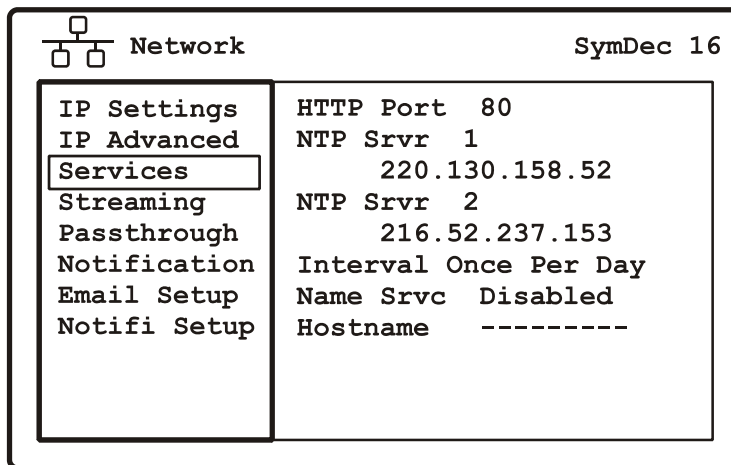 Network
SymDec 16
IP Settings
IP Advanced
Services
Streaming
Passthrough
Notification
Email Setup
Notifi Setup
HTTP Port 80
NTP Srvr 1
220.130.158.52
NTP Srvr 2
216.52.237.153
Interval Once Per Day
Name Srvc Disabled
Hostname ---------